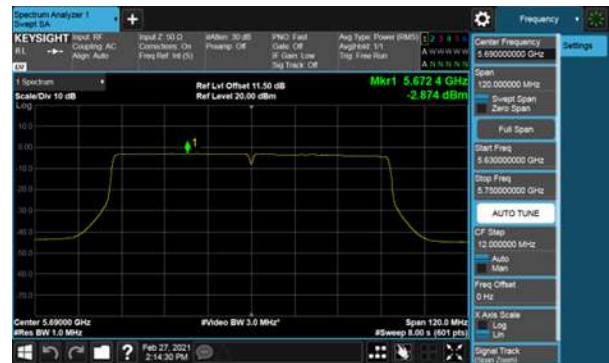 Spectrum Analyzer 1
Swept SA
+
Frequency
KEYSIGHT
Input: RF
Coupling: AC
Align: Auto
Input Z: 50 Ω
Corrections: On
Freq Ref: Int (S)
#Atten: 30 dB
Preamp: Off
PNO: Fast
Gate: Off
IF Gain: Low
Sig Track: Off
Avg Type: Power (RMS)
Avg|Hold: 1/1
Trig: Free Run
1 2 3 4 5 6
A W W W W W
A N N N N N
1 Spectrum
Scale/Div 10 dB
Ref Lvl Offset 11.50 dB
Ref Level 20.00 dBm
Mkr1 5.672 4 GHz
-2.874 dBm
Log
10.0
0.00
-10.0
-20.0
-30.0
-40.0
-50.0
-60.0
-70.0
1
Center 5.69000 GHz
#Res BW 1.0 MHz
#Video BW 3.0 MHz*
Span 120.0 MHz
#Sweep 8.00 s (601 pts)
Center Frequency
5.690000000 GHz
Settings
Span
120.000000 MHz
Swept Span
Zero Span
Full Span
Start Freq
5.630000000 GHz
Stop Freq
5.750000000 GHz
AUTO TUNE
CF Step
12.000000 MHz
Auto
Man
Freq Offset
0 Hz
X Axis Scale
Log
Lin
Signal Track
(Span Zoom)
?
Feb 27, 2021
2:14:30 PM